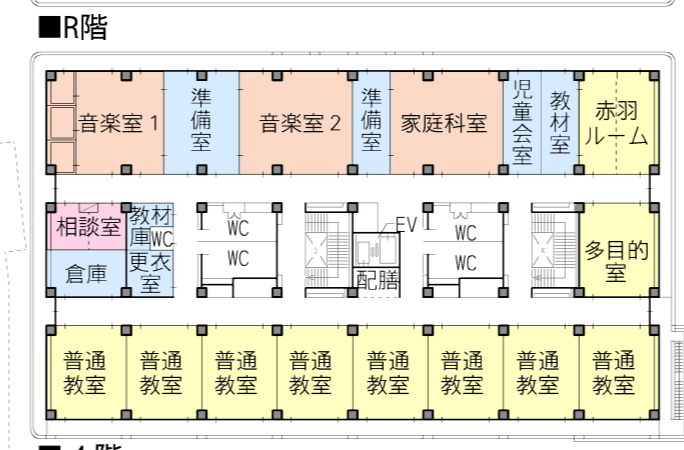 ■R階
音楽室1
準備室
音楽室2
準備室
家庭科室
児童会室
教材室
赤羽
ルーム
相談室
教材
庫
WC
倉庫
更衣
室
WC
WC
EV
配膳
WC
WC
多目的
室
普通
教室
普通
教室
普通
教室
普通
教室
普通
教室
普通
教室
普通
教室
普通
教室